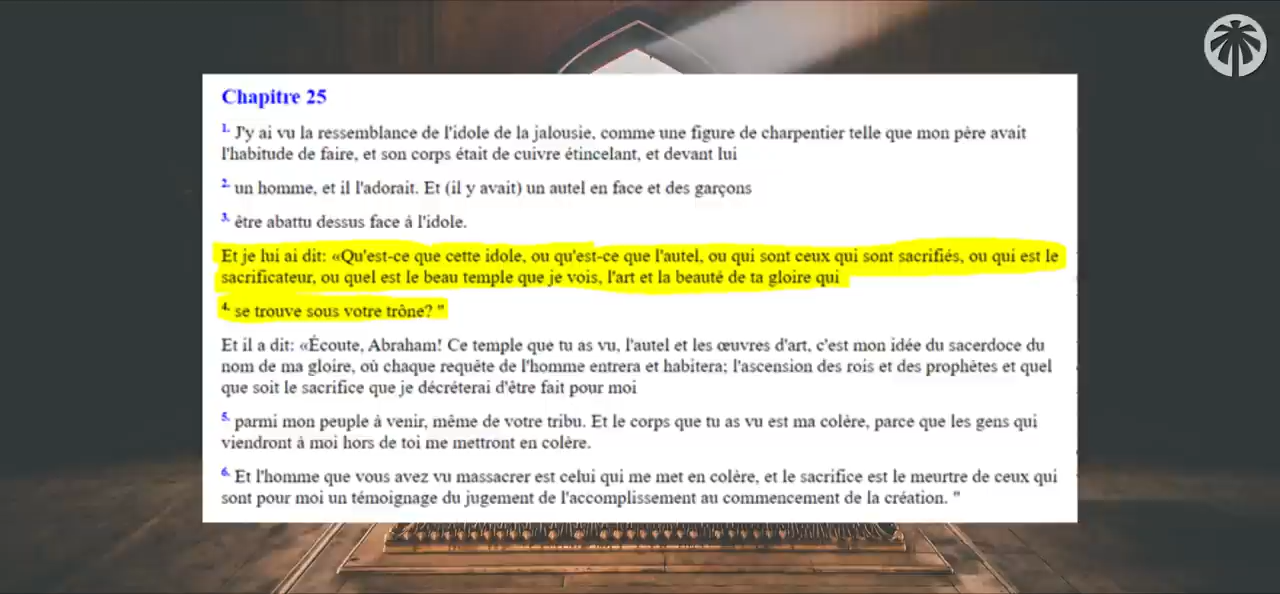 Chapitre 25
1. J'y ai vu la ressemblance de l'idole de la jalousie, comme une figure de charpentier telle que mon père avait
l'habitude de faire, et son corps était de cuivre étincelant, et devant lui
2. un homme, et il l'adorait. Et (il y avait) un autel en face et des garçons
3. être abattu dessus face à l'idole.
Et je lui ai dit: «Qu'est-ce que cette idole, ou qu'est-ce que l'autel, ou qui sont ceux qui sont sacrifiés, ou qui est le
sacrificateur, ou quel est le beau temple que je vois, l'art et la beauté de ta gloire qui
4. se trouve sous votre trône? "
Et il a dit: «Écoute, Abraham! Ce temple que tu as vu, l'autel et les œuvres d'art, c'est mon idée du sacerdoce du
nom de ma gloire, où chaque requête de l'homme entrera et habitera; l'ascension des rois et des prophètes et quel
que soit le sacrifice que je décréterai d'être fait pour moi
5. parmi mon peuple à venir, même de votre tribu. Et le corps que tu as vu est ma colère, parce que les gens qui
viendront à moi hors de toi me mettront en colère.
6. Et l'homme que vous avez vu massacrer est celui qui me met en colère, et le sacrifice est le meurtre de ceux qui
sont pour moi un témoignage du jugement de l'accomplissement au commencement de la création. "